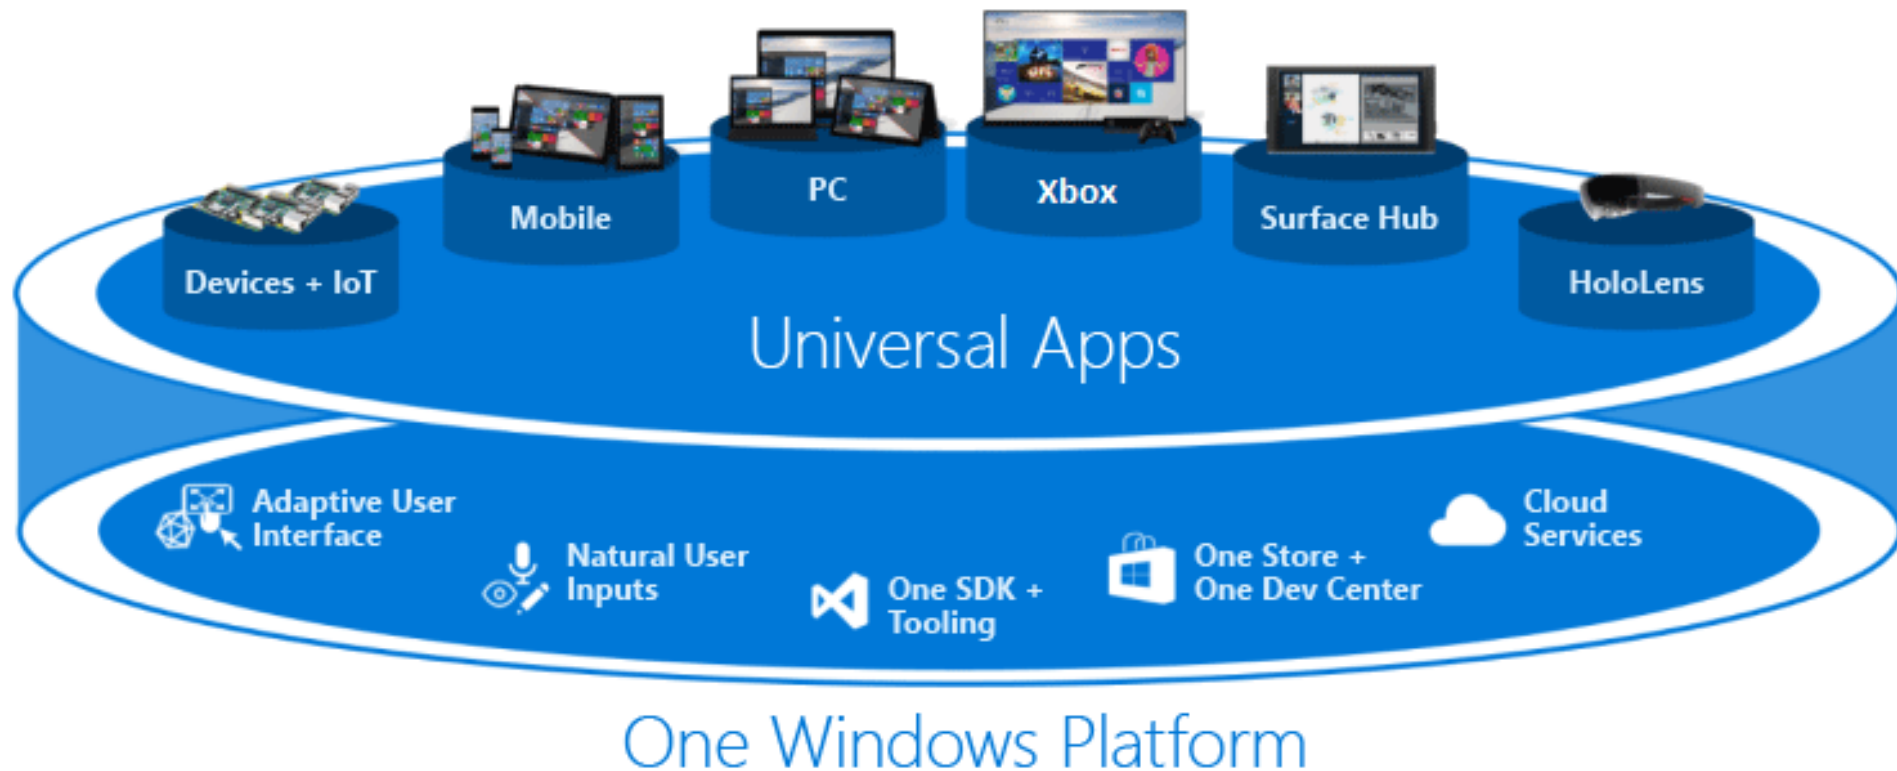 Devices + IoT
Mobile
PC
Xbox
Surface Hub
HoloLens
Universal Apps
Adaptive User
Interface
Natural User
Inputs
One SDK +
Tooling
One Store +
One Dev Center
Cloud
Services
One Windows Platform